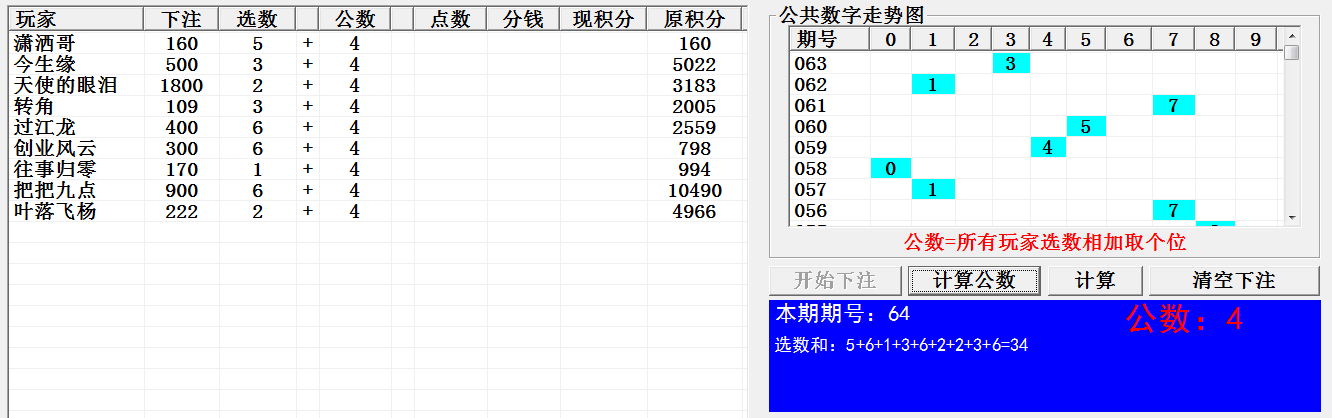 玩家 下注 选数 公数 点数 分钱 现积分 原积分
潇洒哥 160 5 + 4 160
今生缘 500 3 + 4 5022
天使的眼泪 1800 2 + 4 3183
转角 109 3 + 4 2005
过江龙 400 6 + 4 2559
创业风云 300 6 + 4 798
往事归零 170 1 + 4 994
把把九点 900 6 + 4 10490
叶落飞杨 222 2 + 4 4966
公共数字走势图
期号 0 1 2 3 4 5 6 7 8 9
063 3
062 1
061 7
060 5
059 4
058 0
057 1
056 7
公数=所有玩家选数相加取个位
开始下注 计算公数 计算 清空下注
本期期号：64
公数：4
选数和：5+6+1+3+6+2+2+3+6=34